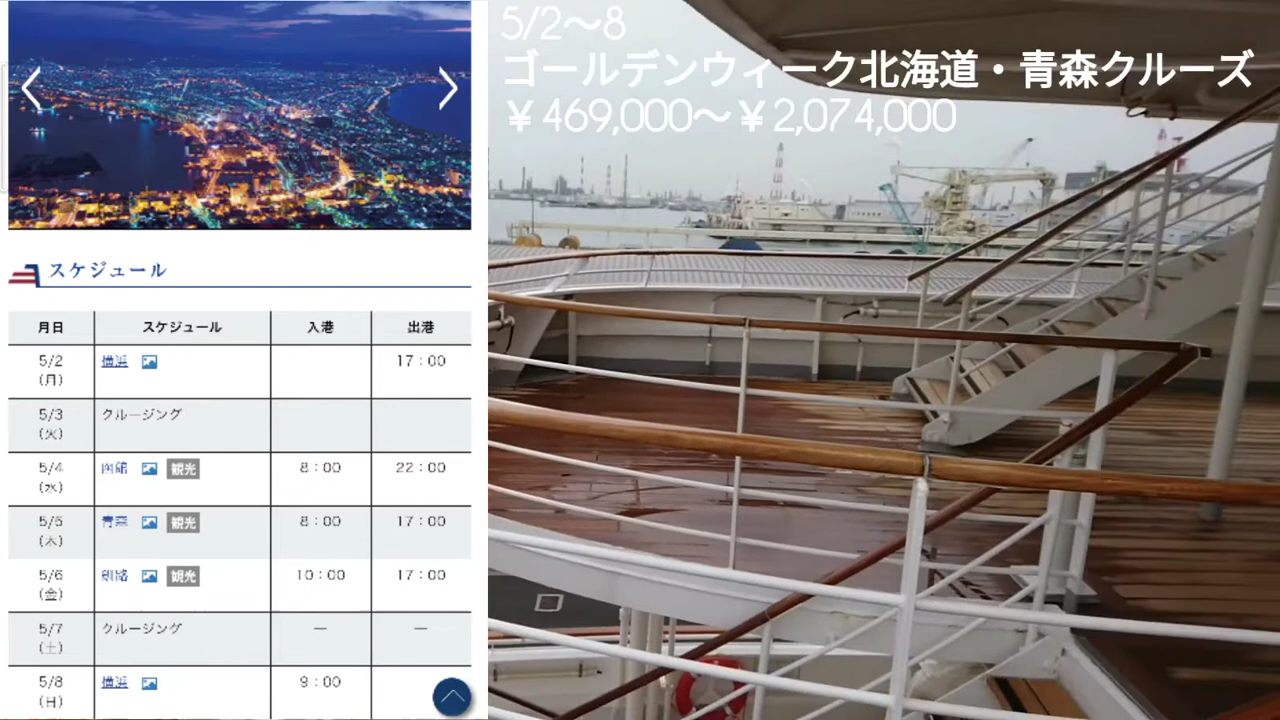 5/2～8
ゴールデンウィーク北海道・青森クルーズ
￥469,000～￥2,074,000
スケジュール
月日 スケジュール 入港 出港
5/2 (月) 横浜 17：00
5/3 (火) クルージング
5/4 (水) 函館 観光 8：00 22：00
5/5 (木) 青森 観光 8：00 17：00
5/6 (金) 釧路 観光 10：00 17：00
5/7 (土) クルージング － －
5/8 (日) 横浜 9：00